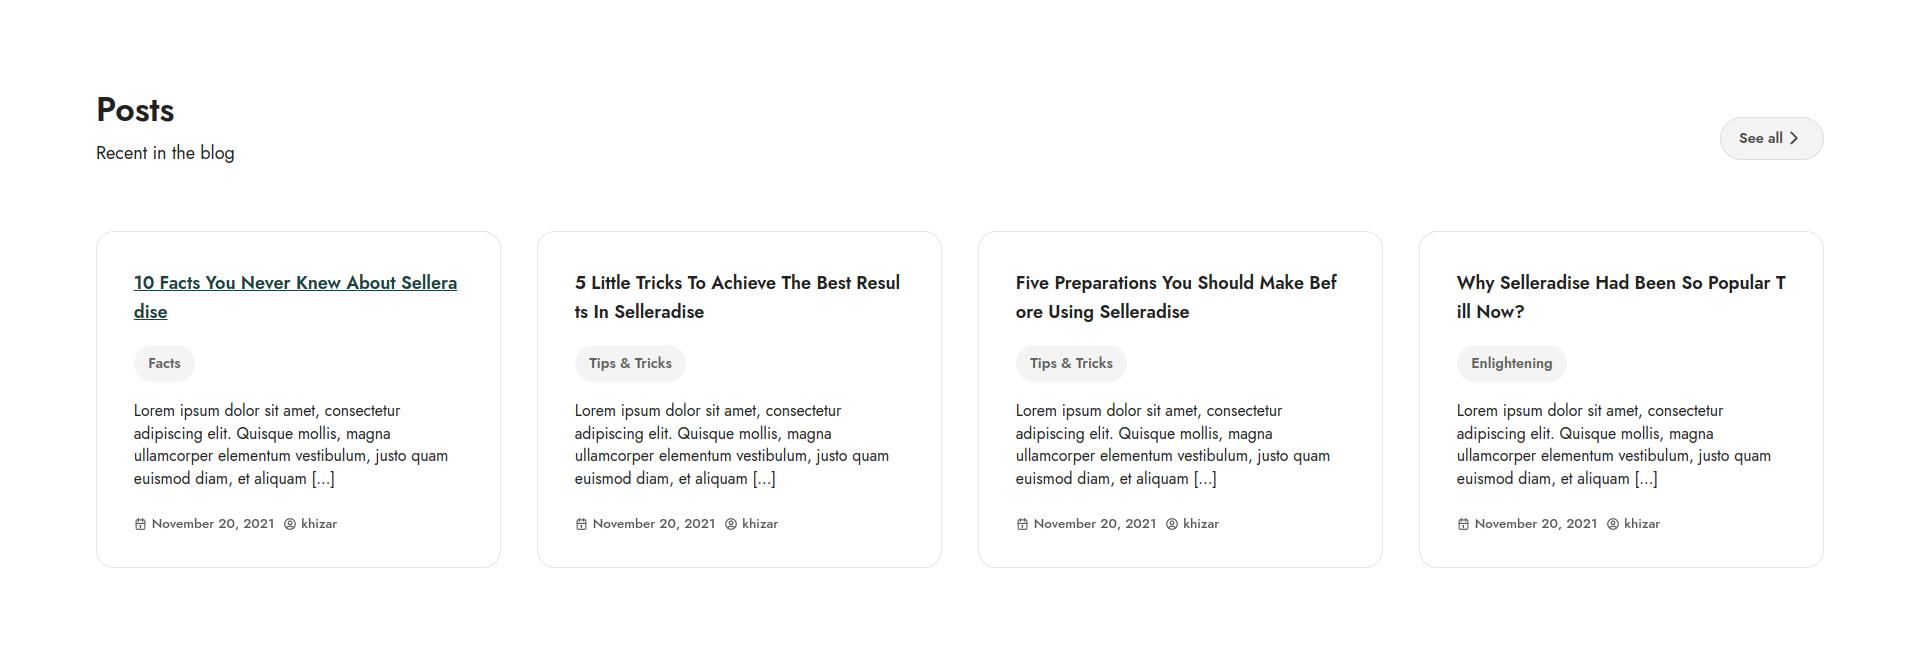 Posts
Recent in the blog
See all
10 Facts You Never Knew About Sellera
dise
Facts
Lorem ipsum dolor sit amet, consectetur
adipiscing elit. Quisque mollis, magna
ullamcorper elementum vestibulum, justo quam
euismod diam, et aliquam [...]
November 20, 2021 khizar
5 Little Tricks To Achieve The Best Resul
ts In Selleradise
Tips & Tricks
Lorem ipsum dolor sit amet, consectetur
adipiscing elit. Quisque mollis, magna
ullamcorper elementum vestibulum, justo quam
euismod diam, et aliquam [...]
November 20, 2021 khizar
Five Preparations You Should Make Bef
ore Using Selleradise
Tips & Tricks
Lorem ipsum dolor sit amet, consectetur
adipiscing elit. Quisque mollis, magna
ullamcorper elementum vestibulum, justo quam
euismod diam, et aliquam [...]
November 20, 2021 khizar
Why Selleradise Had Been So Popular T
ill Now?
Enlightening
Lorem ipsum dolor sit amet, consectetur
adipiscing elit. Quisque mollis, magna
ullamcorper elementum vestibulum, justo quam
euismod diam, et aliquam [...]
November 20, 2021 khizar